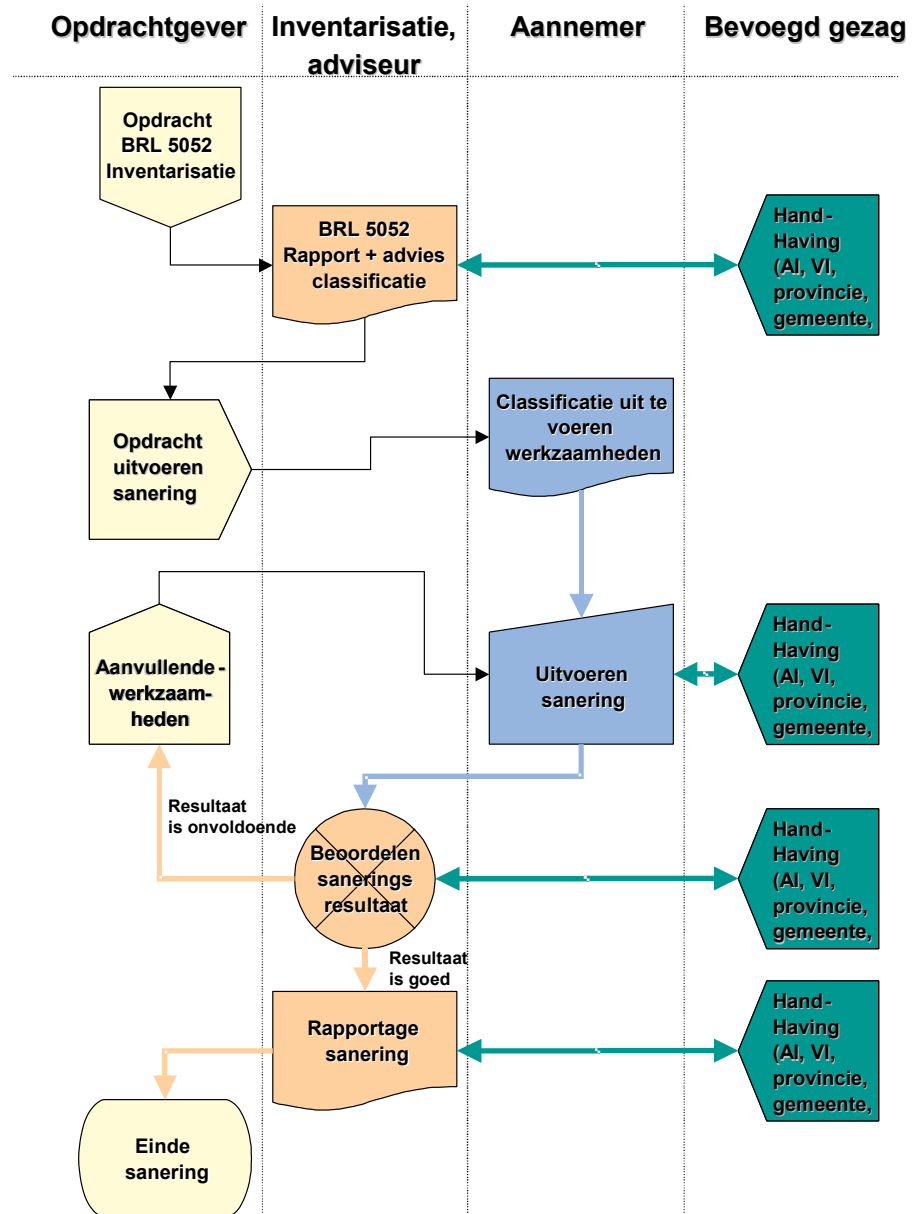 Opdrachtgever
Inventarisatie,
adviseur
Aannemer
Bevoegd gezag
Opdracht
BRL 5052
Inventarisatie
BRL 5052
Rapport + advies
classificatie
Hand-
Having
(AI, VI,
provincie,
gemeente,
Opdracht
uitvoeren
sanering
Classificatie uit te
voeren
werkzaamheden
Aanvullende-
werkzaam-
heden
Uitvoeren
sanering
Hand-
Having
(AI, VI,
provincie,
gemeente,
Resultaat
is onvoldoende
Beoordelen
sanerings
resultaat
Hand-
Having
(AI, VI,
provincie,
gemeente,
Resultaat
is goed
Rapportage
sanering
Hand-
Having
(AI, VI,
provincie,
gemeente,
Einde
sanering